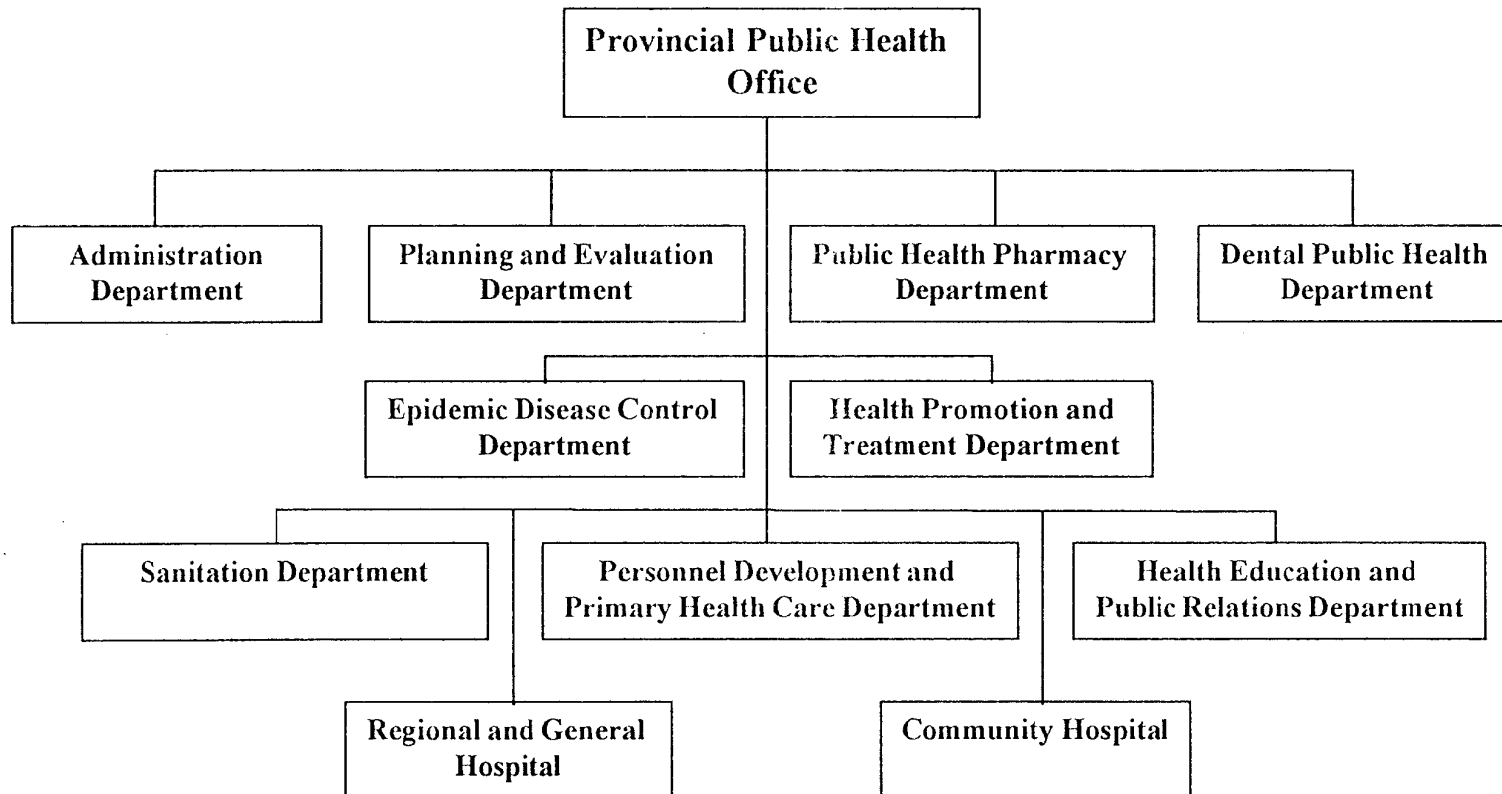 Provincial Public Health
Office
Administration
Department
Planning and Evaluation
Department
Public Health Pharmacy
Department
Dental Public Health
Department
Epidemic Disease Control
Department
Health Promotion and
Treatment Department
Sanitation Department
Personnel Development and
Primary Health Care Department
Health Education and
Public Relations Department
Regional and General
Hospital
Community Hospital